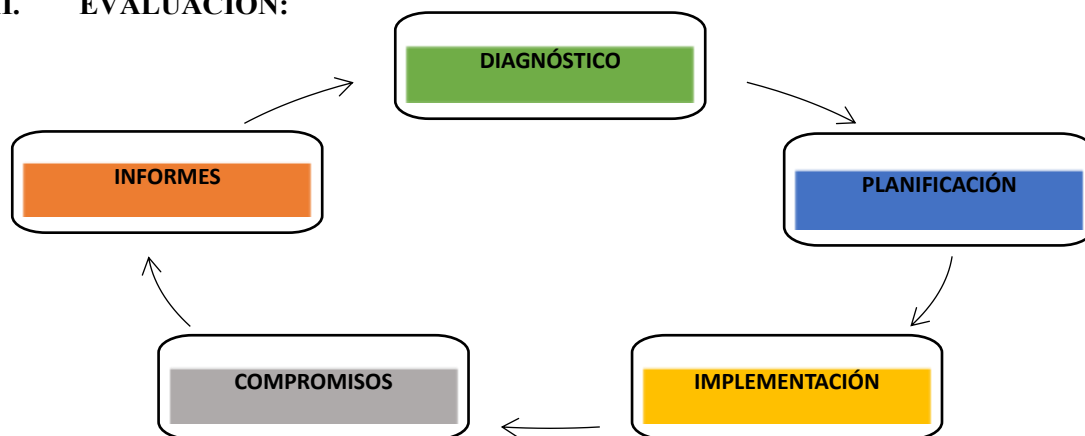 EVALUACIÓN:
DIAGNÓSTICO
INFORMES
PLANIFICACIÓN
COMPROMISOS
IMPLEMENTACIÓN